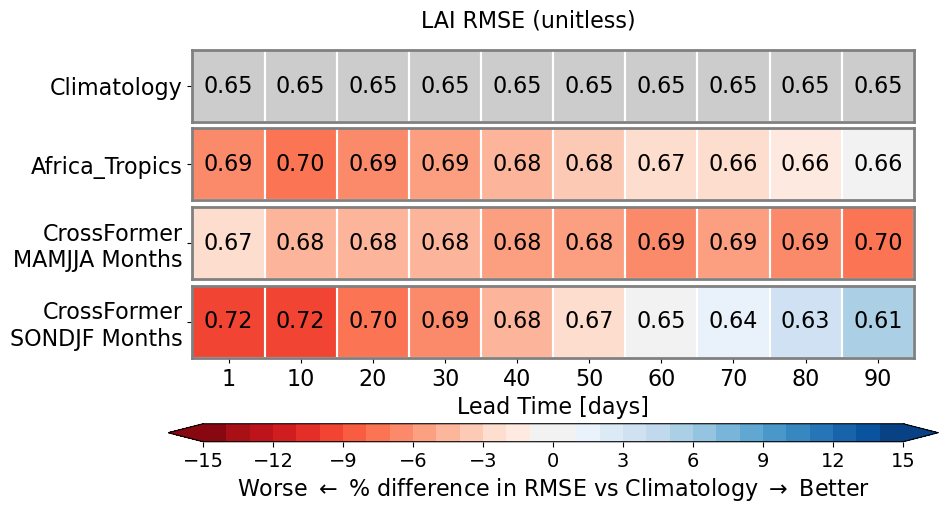 LAI RMSE (unitless)
Climatology 0.65 0.65 0.65 0.65 0.65 0.65 0.65 0.65 0.65 0.65
Africa_Tropics 0.69 0.70 0.69 0.69 0.68 0.68 0.67 0.66 0.66 0.66
CrossFormer
MAMJJA Months 0.67 0.68 0.68 0.68 0.68 0.68 0.69 0.69 0.69 0.70
CrossFormer
SONDJF Months 0.72 0.72 0.70 0.69 0.68 0.67 0.65 0.64 0.63 0.61
1 10 20 30 40 50 60 70 80 90
Lead Time [days]
−15 −12 −9 −6 −3 0 3 6 9 12 15
Worse ← % difference in RMSE vs Climatology → Better